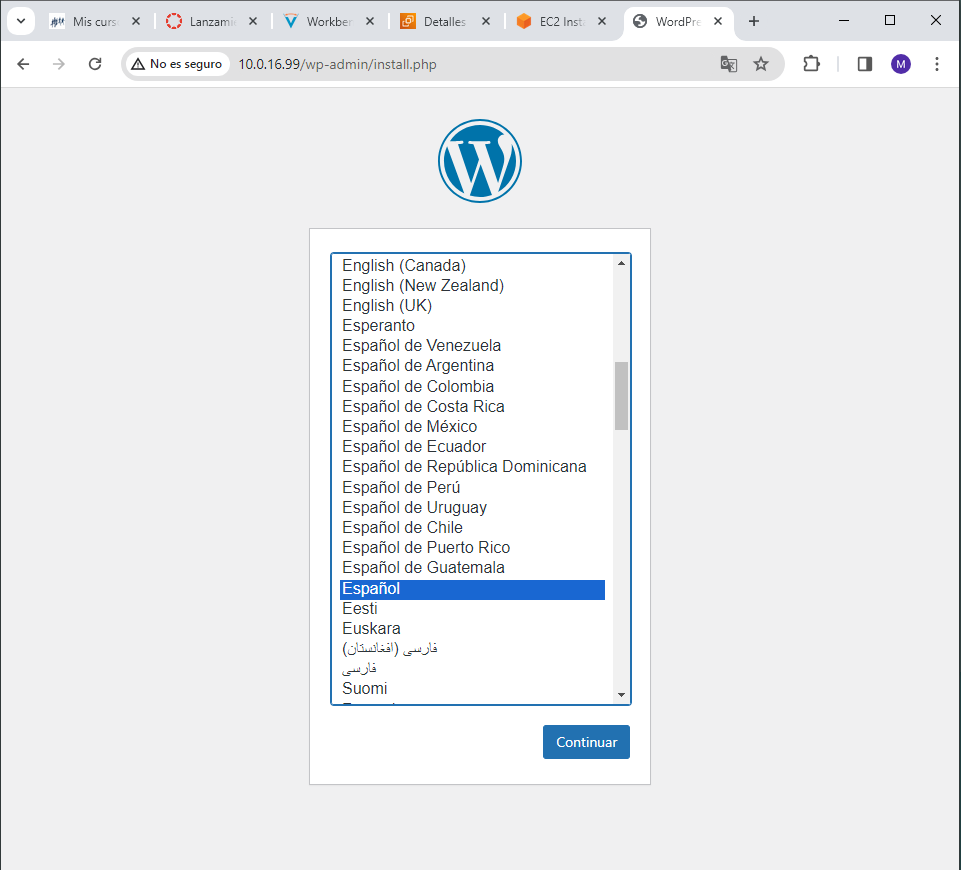 Mis curs
Lanzami
Workber
Detalles
EC2 Inst
WordPre
No es seguro
10.0.16.99/wp-admin/install.php
M
English (Canada)
English (New Zealand)
English (UK)
Esperanto
Español de Venezuela
Español de Argentina
Español de Colombia
Español de Costa Rica
Español de México
Español de Ecuador
Español de República Dominicana
Español de Perú
Español de Uruguay
Español de Chile
Español de Puerto Rico
Español de Guatemala
Español
Eesti
Euskara
فارسی (افغانستان)
فارسی
Suomi
Continuar